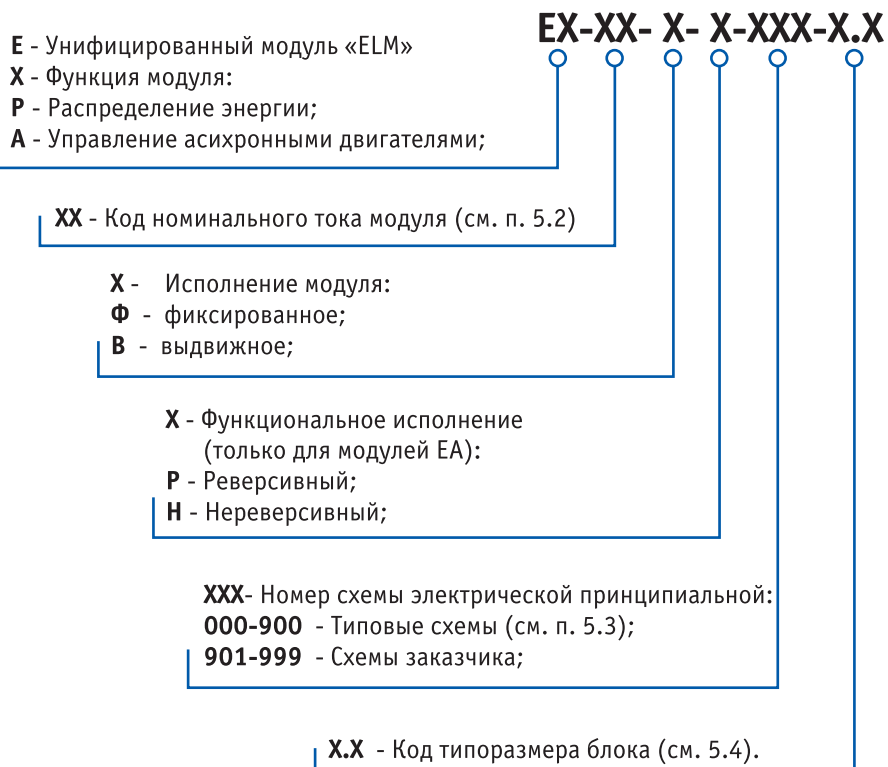 EX-XX- X- X-XXX-X.X
E - Унифицированный модуль «ELM»
X - Функция модуля:
Р - Распределение энергии;
А - Управление асихронными двигателями;
XX - Код номинального тока модуля (см. п. 5.2)
X - Исполнение модуля:
Ф - фиксированное;
В - выдвижное;
X - Функциональное исполнение
(только для модулей ЕА):
Р - Реверсивный;
Н - Нереверсивный;
XXX- Номер схемы электрической принципиальной:
000-900 - Типовые схемы (см. п. 5.3);
901-999 - Схемы заказчика;
X.X - Код типоразмера блока (см. 5.4).